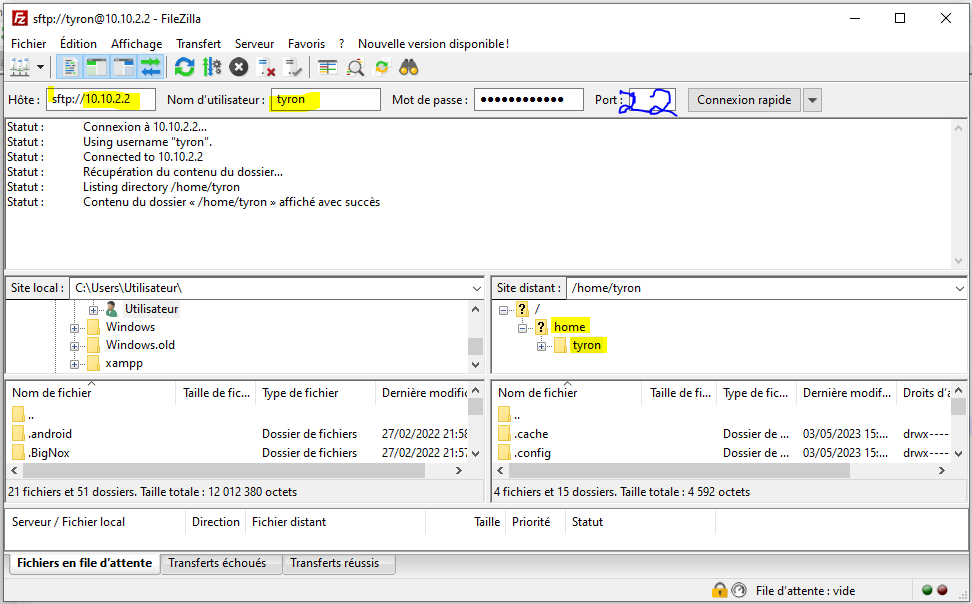 sftp://tyron@10.10.2.2 - FileZilla
Fichier Édition Affichage Transfert Serveur Favoris ? Nouvelle version disponible!
Hôte : sftp://10.10.2.2 Nom d'utilisateur : tyron Mot de passe : ●●●●●●●●●●●● Port : 22 Connexion rapide
Statut : Connexion à 10.10.2.2...
Statut : Using username "tyron".
Statut : Connected to 10.10.2.2
Statut : Récupération du contenu du dossier...
Statut : Listing directory /home/tyron
Statut : Contenu du dossier « /home/tyron » affiché avec succès
Site local : C:\Users\Utilisateur\
Utilisateur
Windows
Windows.old
xampp
Site distant : /home/tyron
/
home
tyron
Nom de fichier Taille de fic... Type de fichier Dernière modific
..
.android Dossier de fichiers 27/02/2022 21:58
.BigNox Dossier de fichiers 27/02/2022 21:57
21 fichiers et 51 dossiers. Taille totale : 12 012 380 octets
Nom de fichier Taille de fic... Type de fic... Dernière modif... Droits d'a
..
.cache Dossier de ... 03/05/2023 15:... drwx----
.config Dossier de ... 03/05/2023 15:... drwx----
4 fichiers et 15 dossiers. Taille totale : 4 592 octets
Serveur / Fichier local Direction Fichier distant Taille Priorité Statut
Fichiers en file d'attente Transferts échoués Transferts réussis
File d'attente : vide